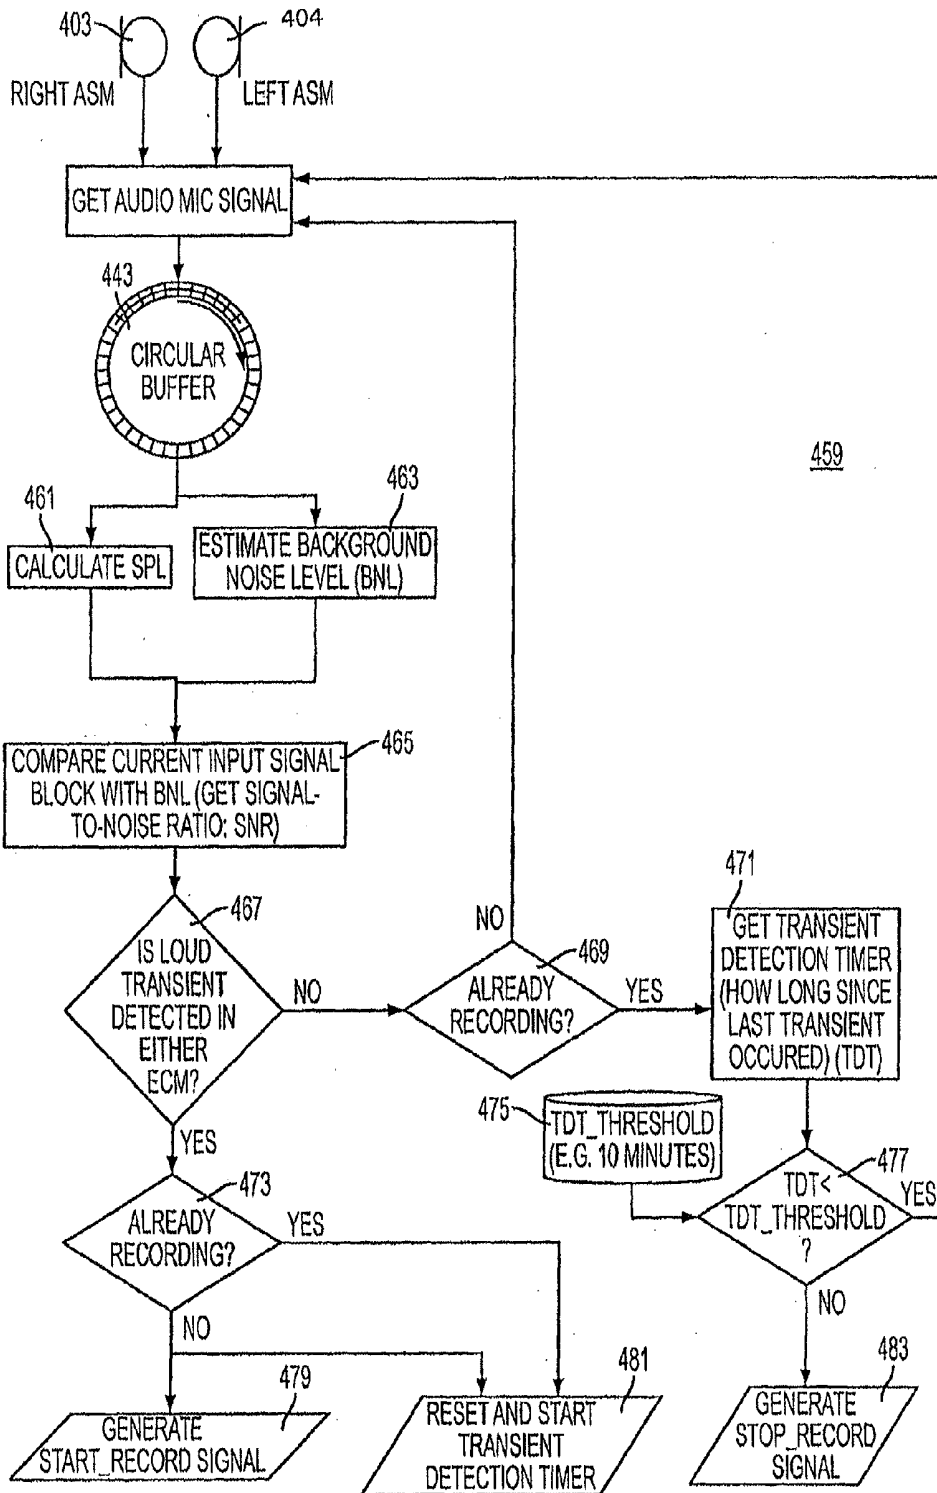 403
404
RIGHT ASM
LEFT ASM
GET AUDIO MIC SIGNAL
443
CIRCULAR
BUFFER
459
461
463
CALCULATE SPL
ESTIMATE BACKGROUND
NOISE LEVEL (BNL)
465
COMPARE CURRENT INPUT SIGNAL
BLOCK WITH BNL (GET SIGNAL-
TO-NOISE RATIO: SNR)
467
IS LOUD
TRANSIENT
DETECTED IN
EITHER
ECM?
NO
YES
469
ALREADY
RECORDING?
NO
YES
471
GET TRANSIENT
DETECTION TIMER
(HOW LONG SINCE
LAST TRANSIENT
OCCURED) (TDT)
475
TDT_THRESHOLD
(E.G. 10 MINUTES)
477
TDT<
TDT_THRESHOLD
?
YES
NO
473
ALREADY
RECORDING?
YES
NO
479
GENERATE
START_RECORD SIGNAL
481
RESET AND START
TRANSIENT
DETECTION TIMER
483
GENERATE
STOP_RECORD
SIGNAL